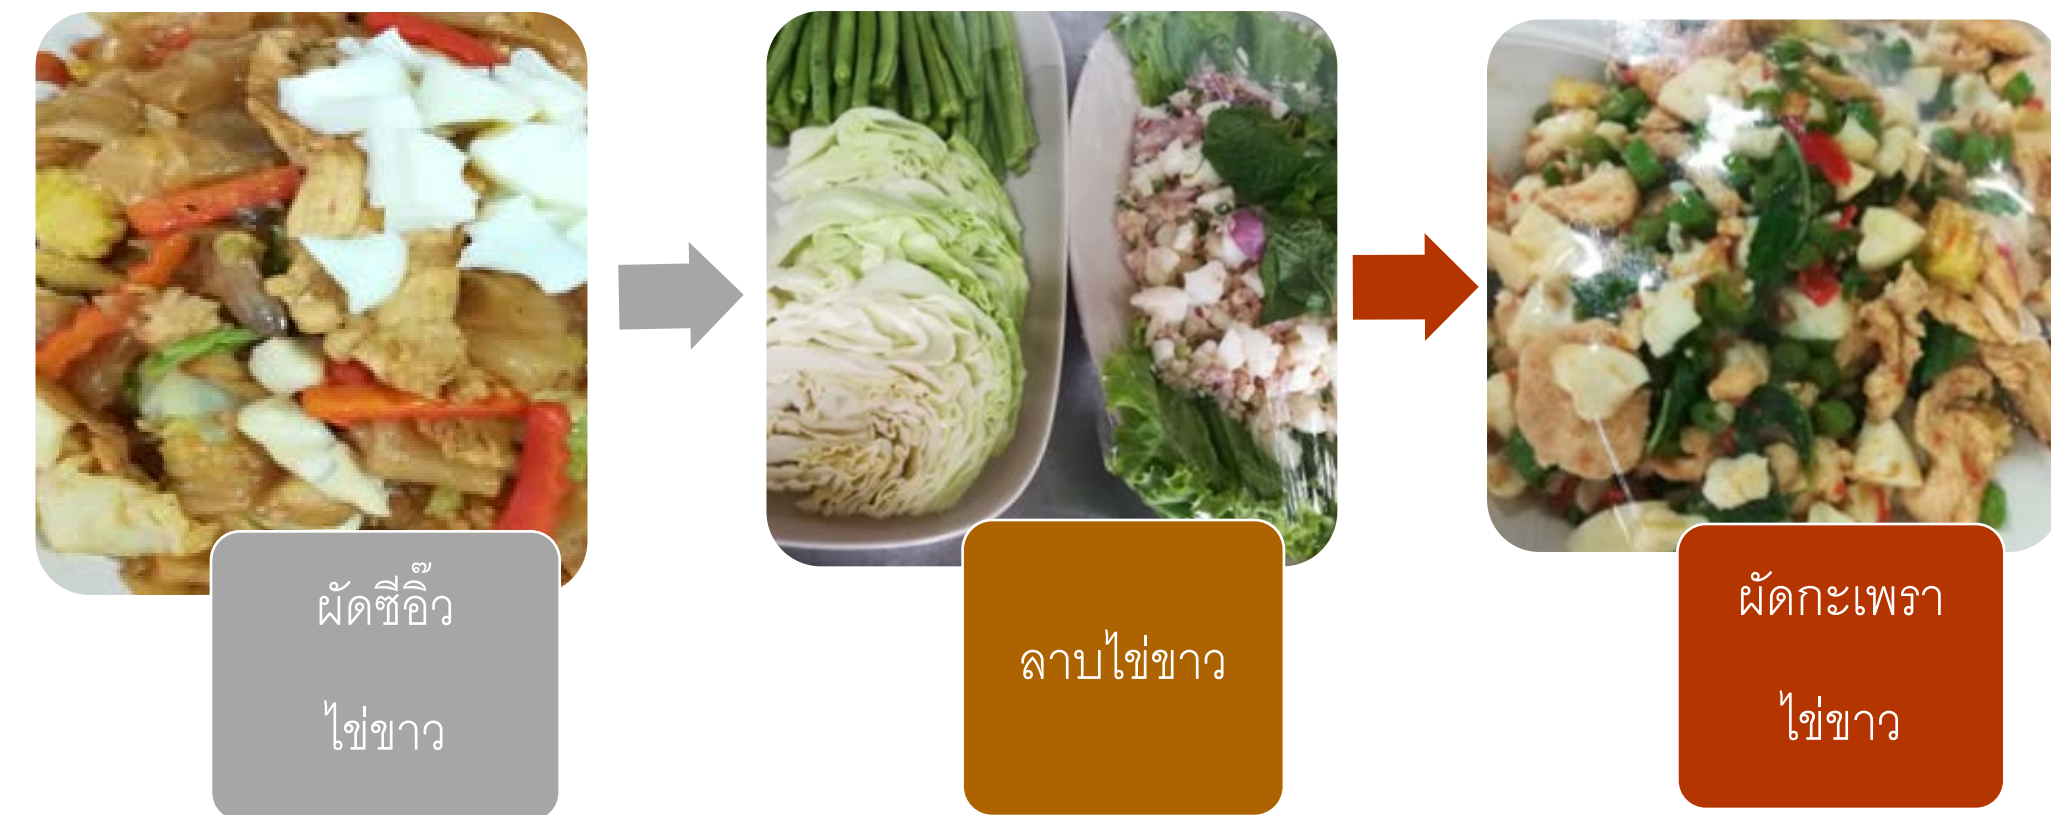 ผัดซีอิ๊ว
ไข่ขาว
ลาบไข่ขาว
ผัดกะเพรา
ไข่ขาว